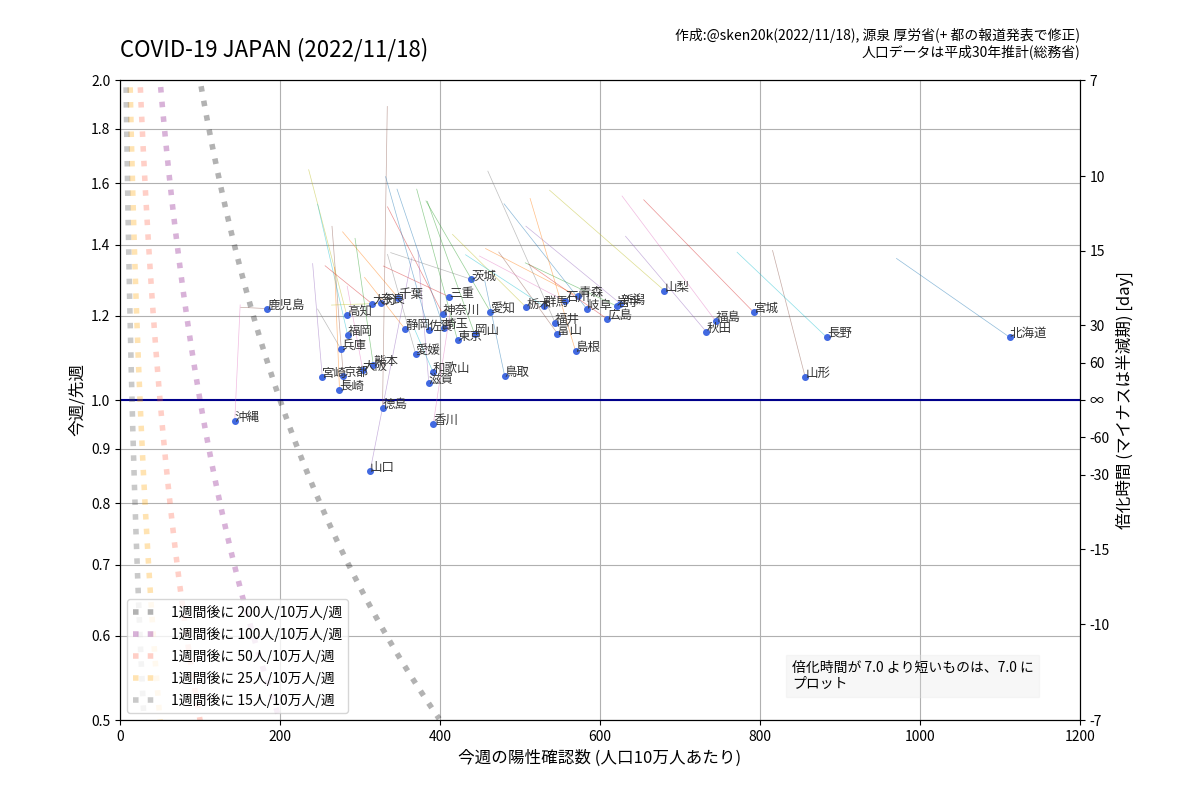 COVID-19 JAPAN (2022/11/18)
作成:@sken20k(2022/11/18), 源泉 厚労省(+ 都の報道発表で修正)
人口データは平成30年推計(総務省)
2.0
1.8
1.6
1.4
1.2
1.0
0.9
0.8
0.7
0.6
0.5
今週/先週
7
10
15
30
60
∞
-60
-30
-15
-10
-7
倍化時間 (マイナスは半減期) [day]
茨城
山梨
鹿児島
高知
千葉
三重
神奈川
愛知
栃木
群馬
青森
岐阜
広島
福島
宮城
秋田
北海道
長野
福岡
静岡
埼玉
東京
岡山
福井
富山
兵庫
愛媛
島根
熊本
大阪
和歌山
宮崎
京都
長崎
滋賀
鳥取
山形
徳島
沖縄
香川
山口
1週間後に 200人/10万人/週
1週間後に 100人/10万人/週
1週間後に 50人/10万人/週
1週間後に 25人/10万人/週
1週間後に 15人/10万人/週
倍化時間が 7.0 より短いものは、7.0 に
プロット
0
200
400
600
800
1000
1200
今週の陽性確認数 (人口10万人あたり)